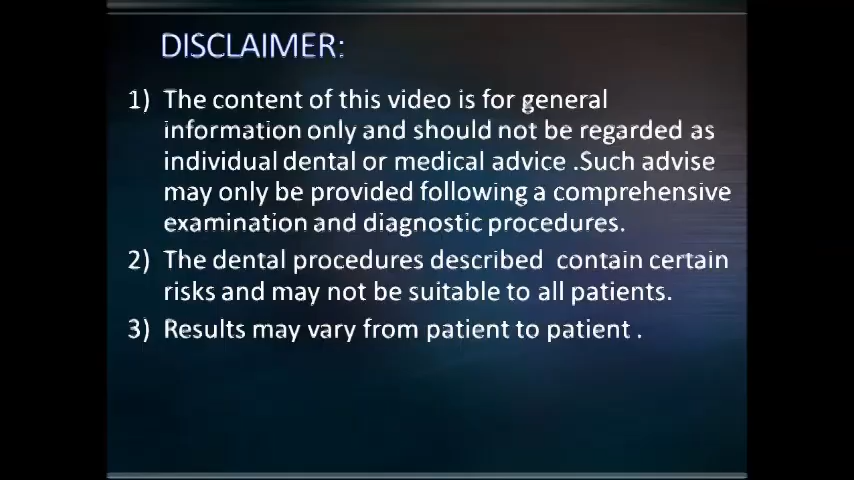 DISCLAIMER:
1) The content of this video is for general
information only and should not be regarded as
individual dental or medical advice .Such advise
may only be provided following a comprehensive
examination and diagnostic procedures.
2) The dental procedures described contain certain
risks and may not be suitable to all patients.
3) Results may vary from patient to patient .